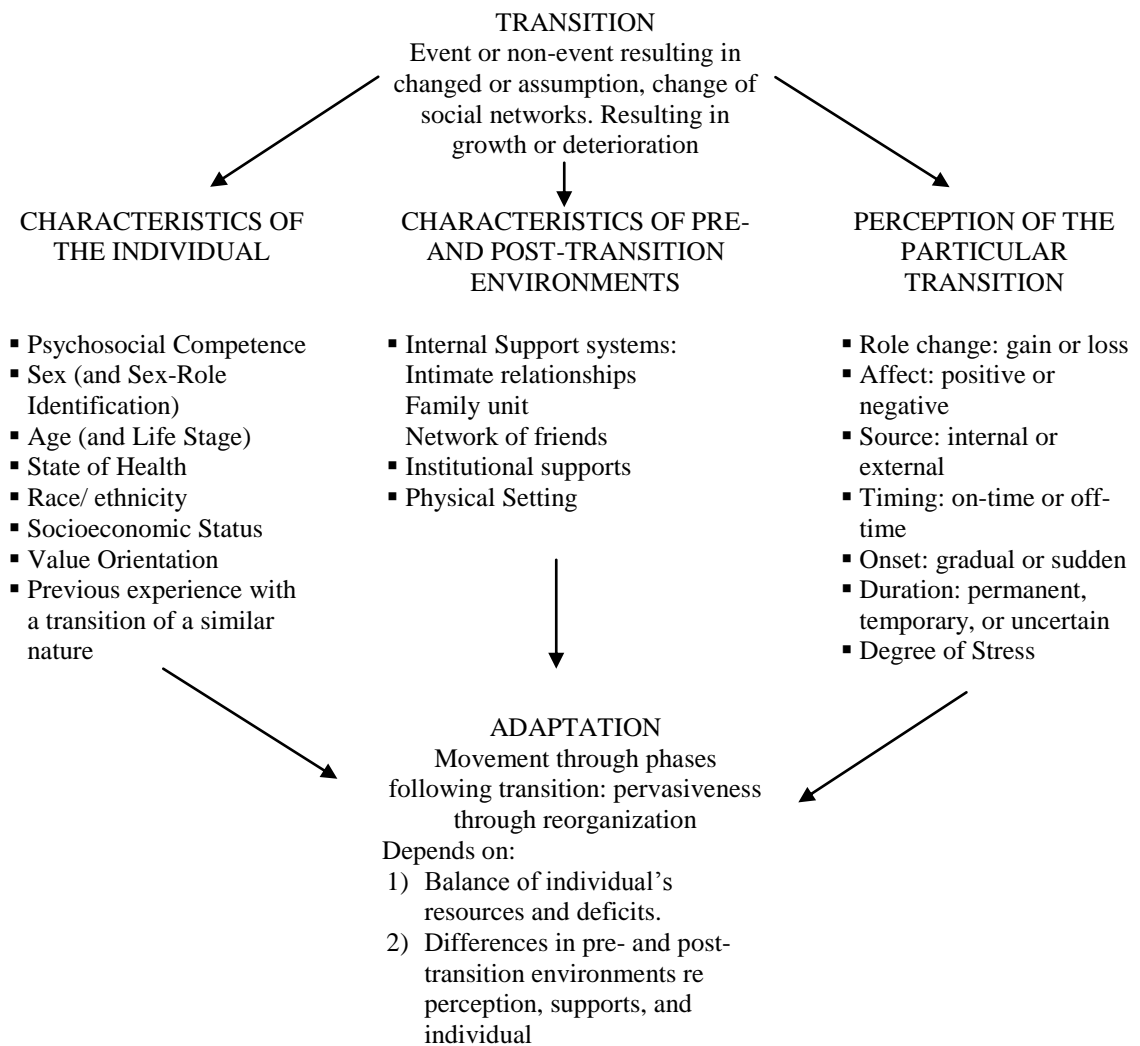 TRANSITION
Event or non-event resulting in
changed or assumption, change of
social networks. Resulting in
growth or deterioration
CHARACTERISTICS OF
THE INDIVIDUAL
▪ Psychosocial Competence
▪ Sex (and Sex-Role
Identification)
▪ Age (and Life Stage)
▪ State of Health
▪ Race/ ethnicity
▪ Socioeconomic Status
▪ Value Orientation
▪ Previous experience with
a transition of a similar
nature
CHARACTERISTICS OF PRE-
AND POST-TRANSITION
ENVIRONMENTS
▪ Internal Support systems:
Intimate relationships
Family unit
Network of friends
▪ Institutional supports
▪ Physical Setting
PERCEPTION OF THE
PARTICULAR
TRANSITION
▪ Role change: gain or loss
▪ Affect: positive or
negative
▪ Source: internal or
external
▪ Timing: on-time or off-
time
▪ Onset: gradual or sudden
▪ Duration: permanent,
temporary, or uncertain
▪ Degree of Stress
ADAPTATION
Movement through phases
following transition: pervasiveness
through reorganization
Depends on:
1) Balance of individual’s
resources and deficits.
2) Differences in pre- and post-
transition environments re
perception, supports, and
individual